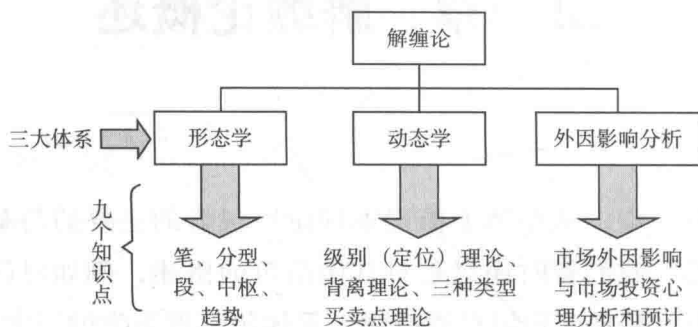 解缠论
三大体系
形态学
动态学
外因影响分析
九个知识点
笔、分型、
段、中枢、
趋势
级别（定位）理论、
背离理论、三种类型
买卖点理论
市场外因影响
与市场投资心
理分析和预计